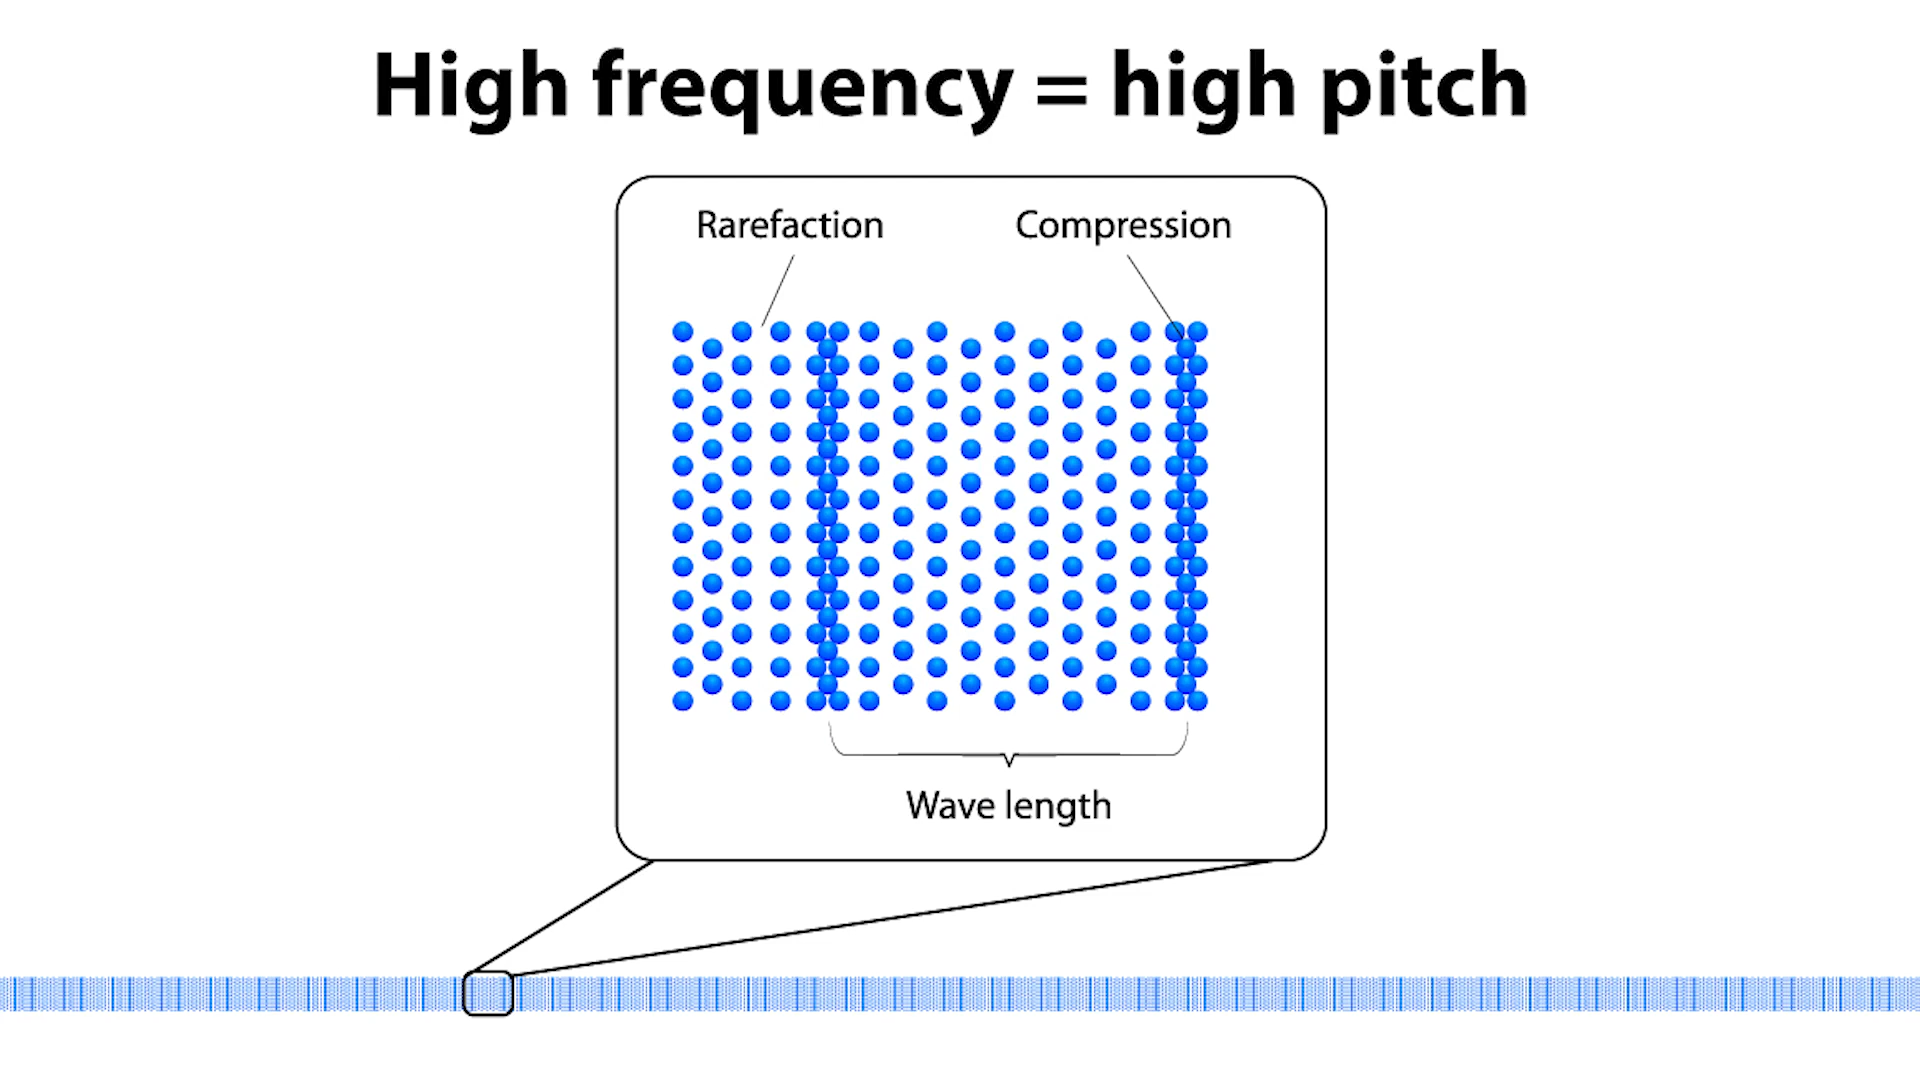 High frequency = high pitch
Rarefaction
Compression
Wave length